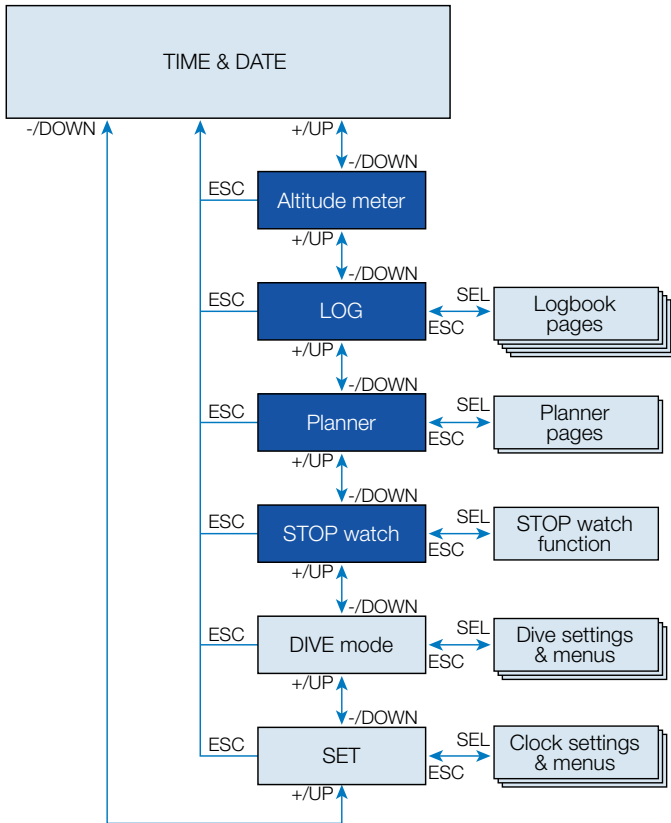 TIME & DATE
-/DOWN
+/UP
-/DOWN
ESC
Altitude meter
+/UP
-/DOWN
ESC
LOG
SEL
ESC
Logbook
pages
+/UP
-/DOWN
ESC
Planner
SEL
ESC
Planner
pages
+/UP
-/DOWN
ESC
STOP watch
SEL
ESC
STOP watch
function
+/UP
-/DOWN
ESC
DIVE mode
SEL
ESC
Dive settings
& menus
+/UP
-/DOWN
ESC
SET
SEL
ESC
Clock settings
& menus
+/UP